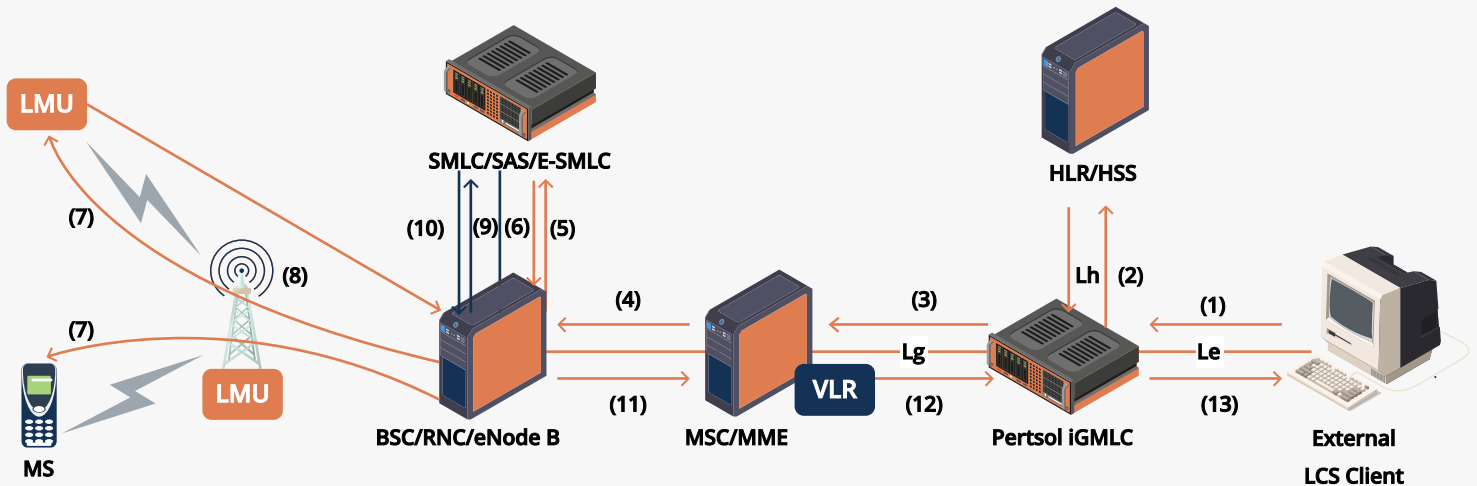 LMU
SMLC/SAS/E-SMLC
HLR/HSS
(7)
(10)
(9)
(6)
(5)
(8)
Lh
(2)
(7)
(4)
(3)
(1)
Lg
Le
LMU
VLR
(11)
(12)
(13)
BSC/RNC/eNode B
MSC/MME
Pertsol iGMLC
External
LCS Client
MS